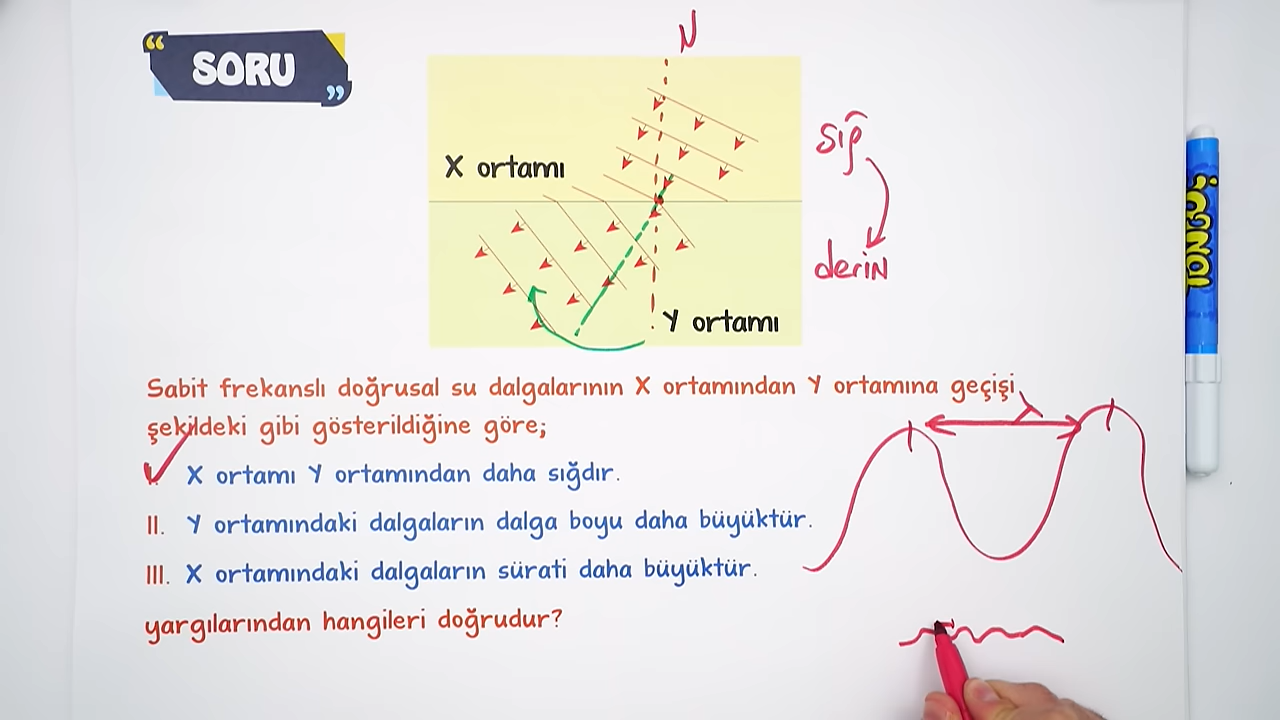 “ SORU ”
N
X ortamı
sığ
derin
Y ortamı
Sabit frekanslı doğrusal su dalgalarının X ortamından Y ortamına geçişi
şekildeki gibi gösterildiğine göre;
λ
I. X ortamı Y ortamından daha sığdır.
II. Y ortamındaki dalgaların dalga boyu daha büyüktür.
III. X ortamındaki dalgaların sürati daha büyüktür.
yargılarından hangileri doğrudur?